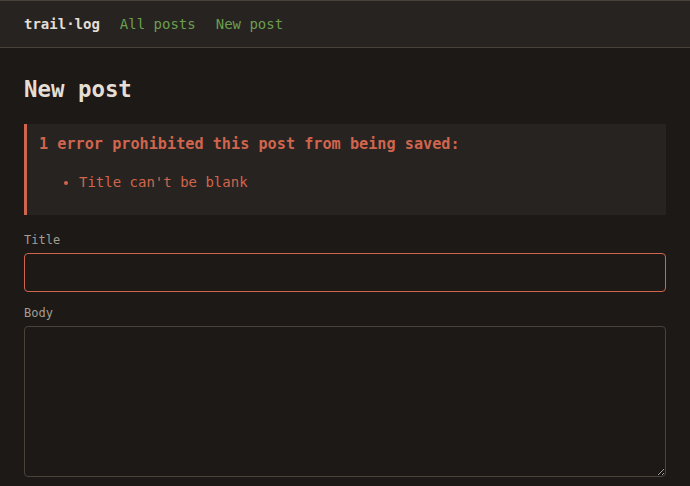 trail·log All posts New post
New post
1 error prohibited this post from being saved:
• Title can't be blank
Title
Body